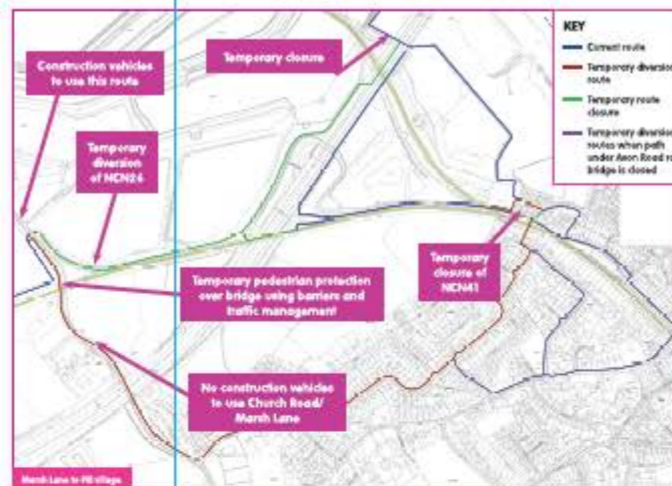 Construction vehicles
to use this route
Temporary closure
Temporary
diversion
of NCN26
Temporary pedestrian protection
over bridge using barriers and
traffic management
Temporary
closure of
NCN41
No construction vehicles
to use Church Road/
Marsh Lane
Marsh Lane to Pill village
KEY
Current route
Temporary diversion
route
Temporary route
closure
Temporary diversion
routes when path
under Avon Road
bridge is closed